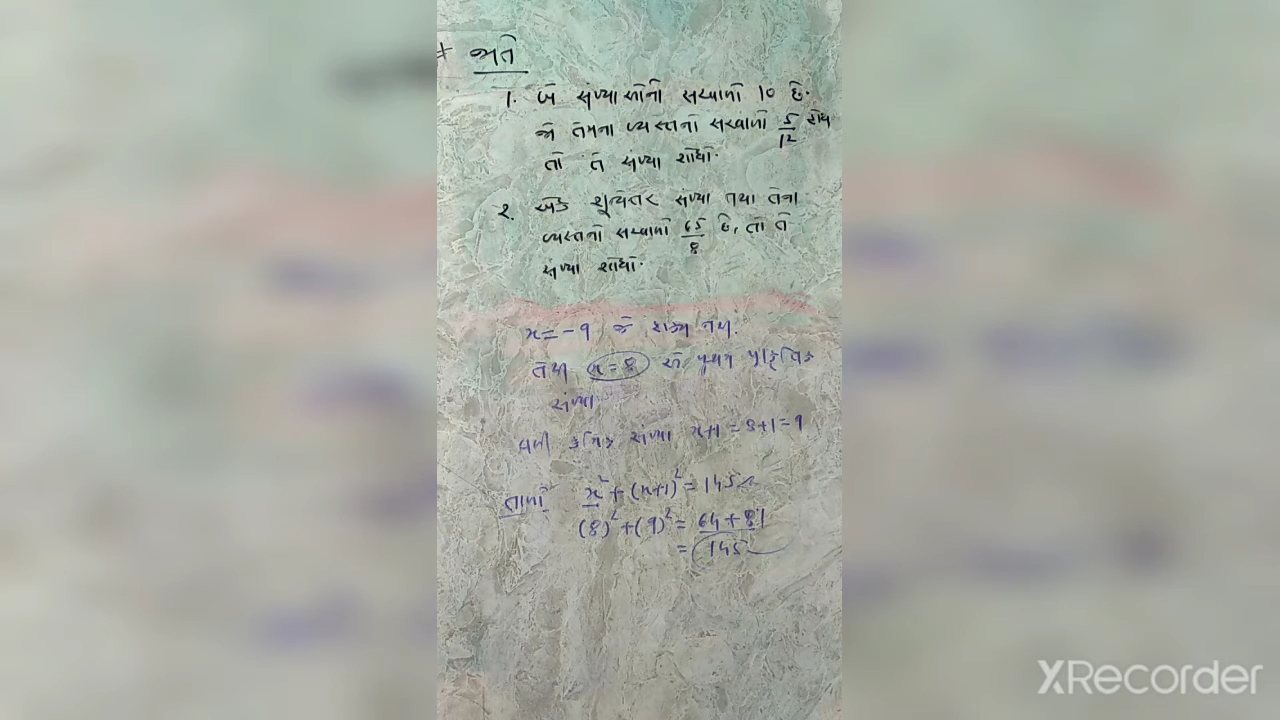 # જાતે
1. બે સંખ્યાઓનો સરવાળો 10 છે.
જો તેમના વ્યસ્તનો સરવાળો 5/12 હોય
તો તે સંખ્યા શોધો.
2. એક શૂન્યેતર સંખ્યા તથા તેના
વ્યસ્તનો સરવાળો 65/8 છે, તો તે
સંખ્યા શોધો.
x = -9 એ શક્ય નથી.
તેથી x = 8 એ પ્રથમ પ્રાકૃતિક
સંખ્યા
ક્રમિક સંખ્યા x+1 = 8+1 = 9
તાળો x² + (x+1)² = 145
(8)² + (9)² = 64 + 81
= 145
XRecorder